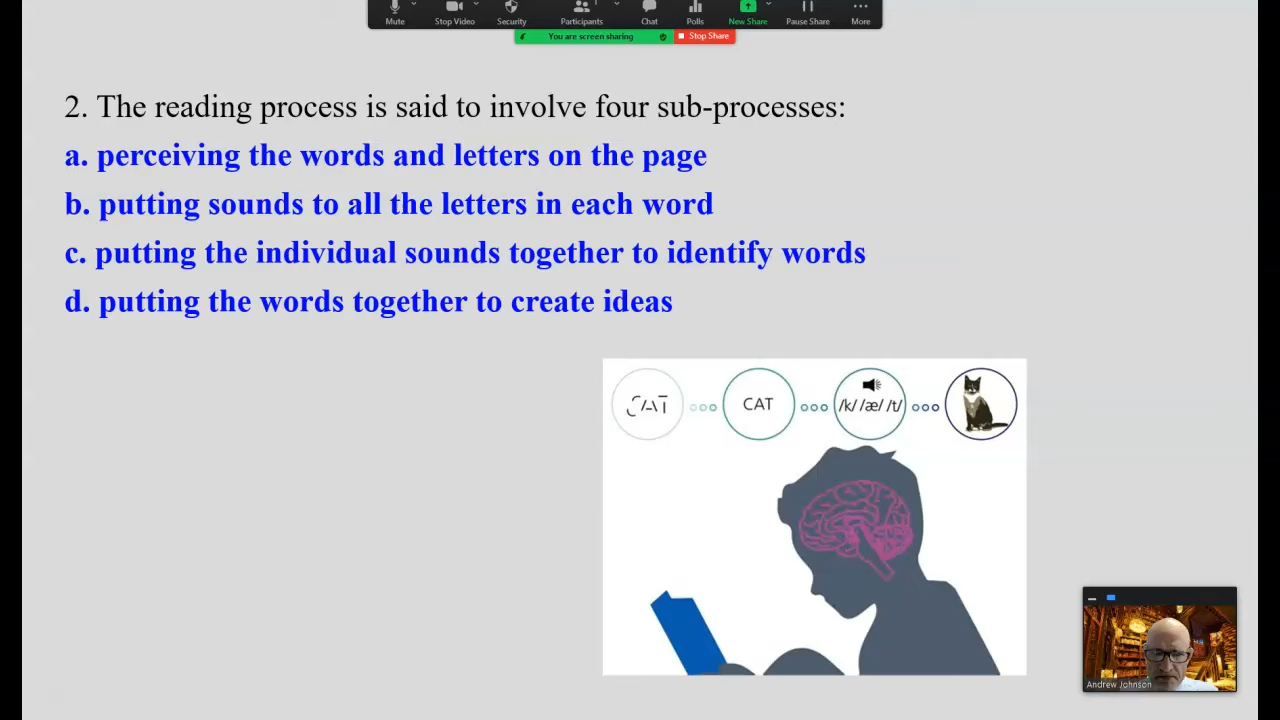 Mute
Stop Video
Security
Participants
1
Chat
Polls
New Share
Pause Share
More
You are screen sharing
Stop Share
2. The reading process is said to involve four sub-processes:
a. perceiving the words and letters on the page
b. putting sounds to all the letters in each word
c. putting the individual sounds together to identify words
d. putting the words together to create ideas
CAT
CAT
/k/ /æ/ /t/
Andrew Johnson